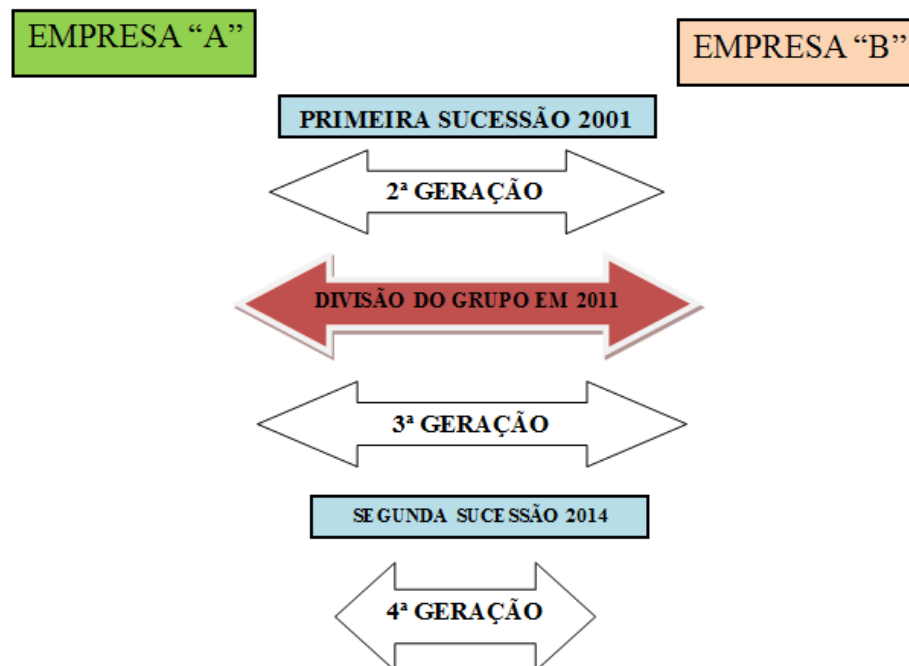 EMPRESA “A”
EMPRESA “B”
PRIMEIRA SUCESSÃO 2001
2ª GERAÇÃO
DIVISÃO DO GRUPO EM 2011
3ª GERAÇÃO
SEGUNDA SUCESSÃO 2014
4ª GERAÇÃO